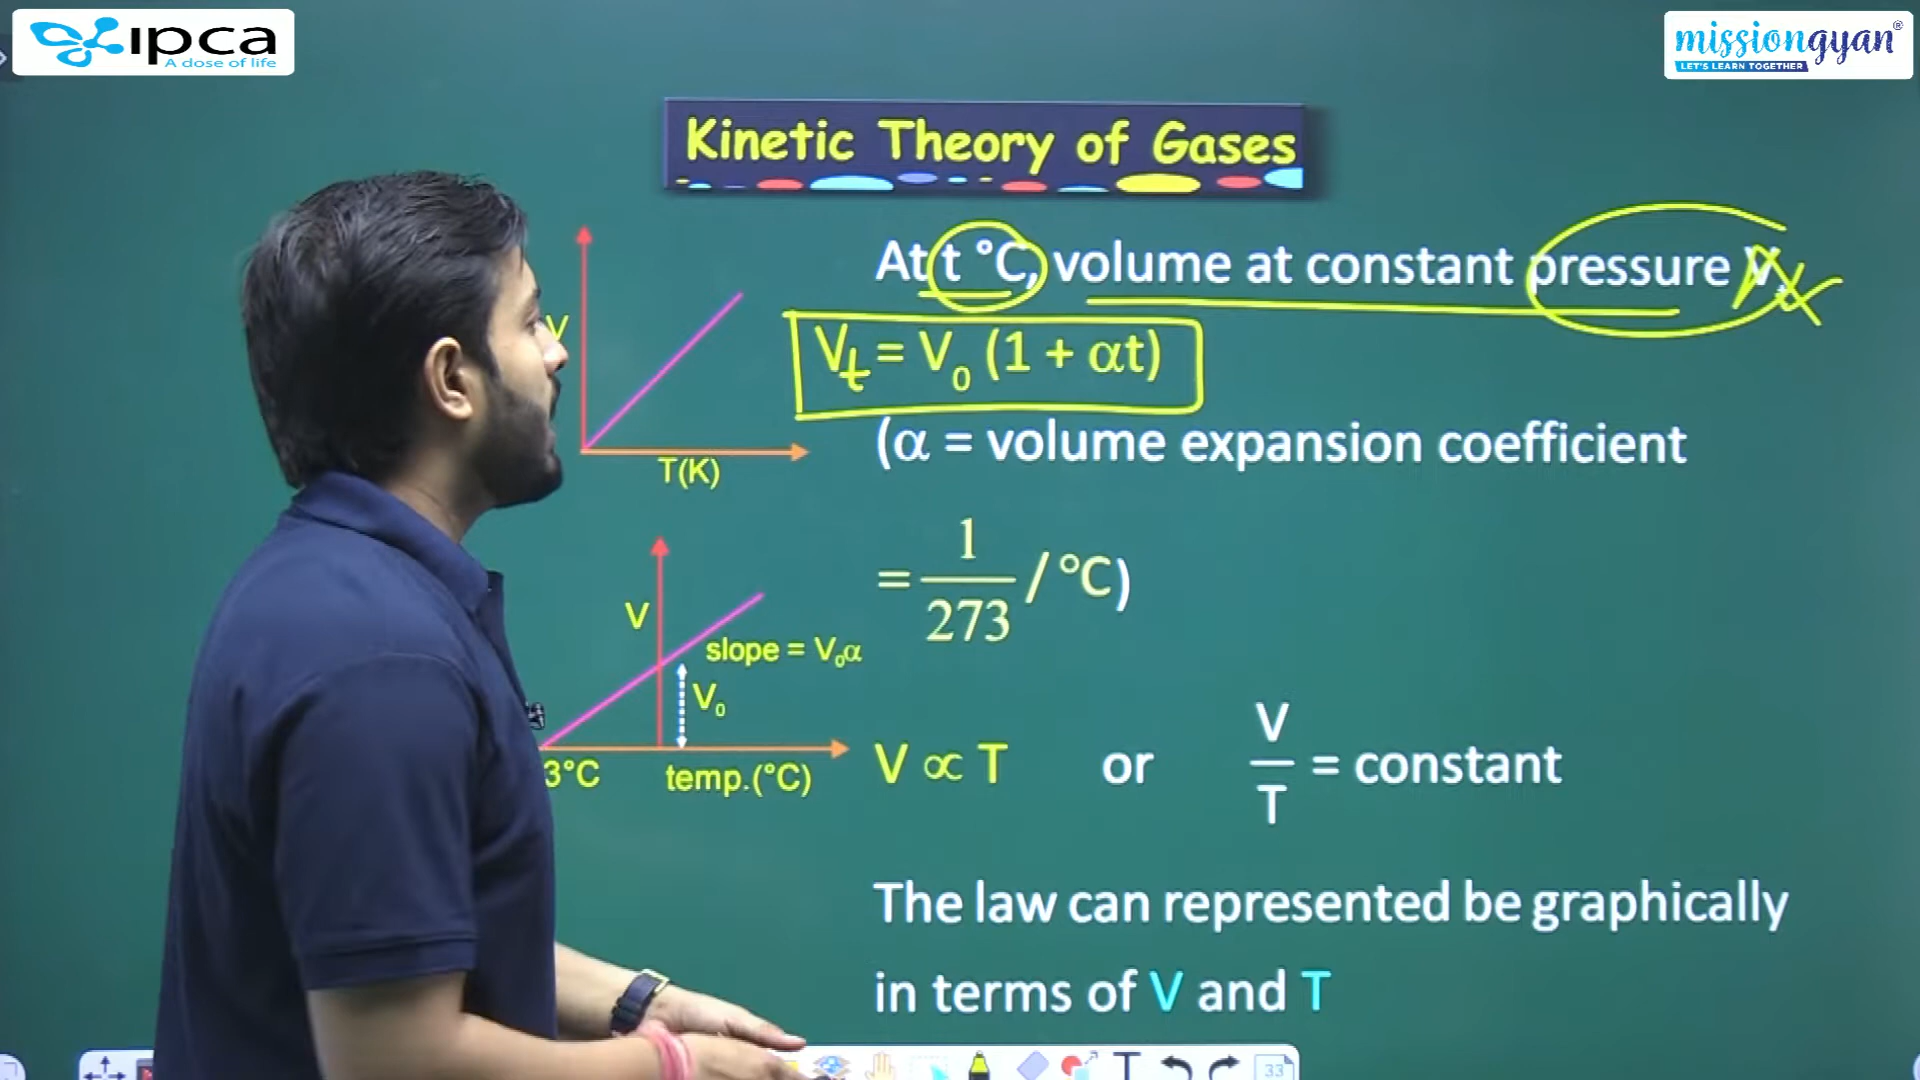 ipca
A dose of life
missiongyan®
LET'S LEARN TOGETHER
Kinetic Theory of Gases
At t °C, volume at constant pressure
Vt = V0 (1 + αt)
(α = volume expansion coefficient
= 1/273 / °C)
V
T(K)
V
slope = V0α
V0
3°C
temp.(°C)
V ∝ T or V/T = constant
The law can represented be graphically
in terms of V and T
T
33